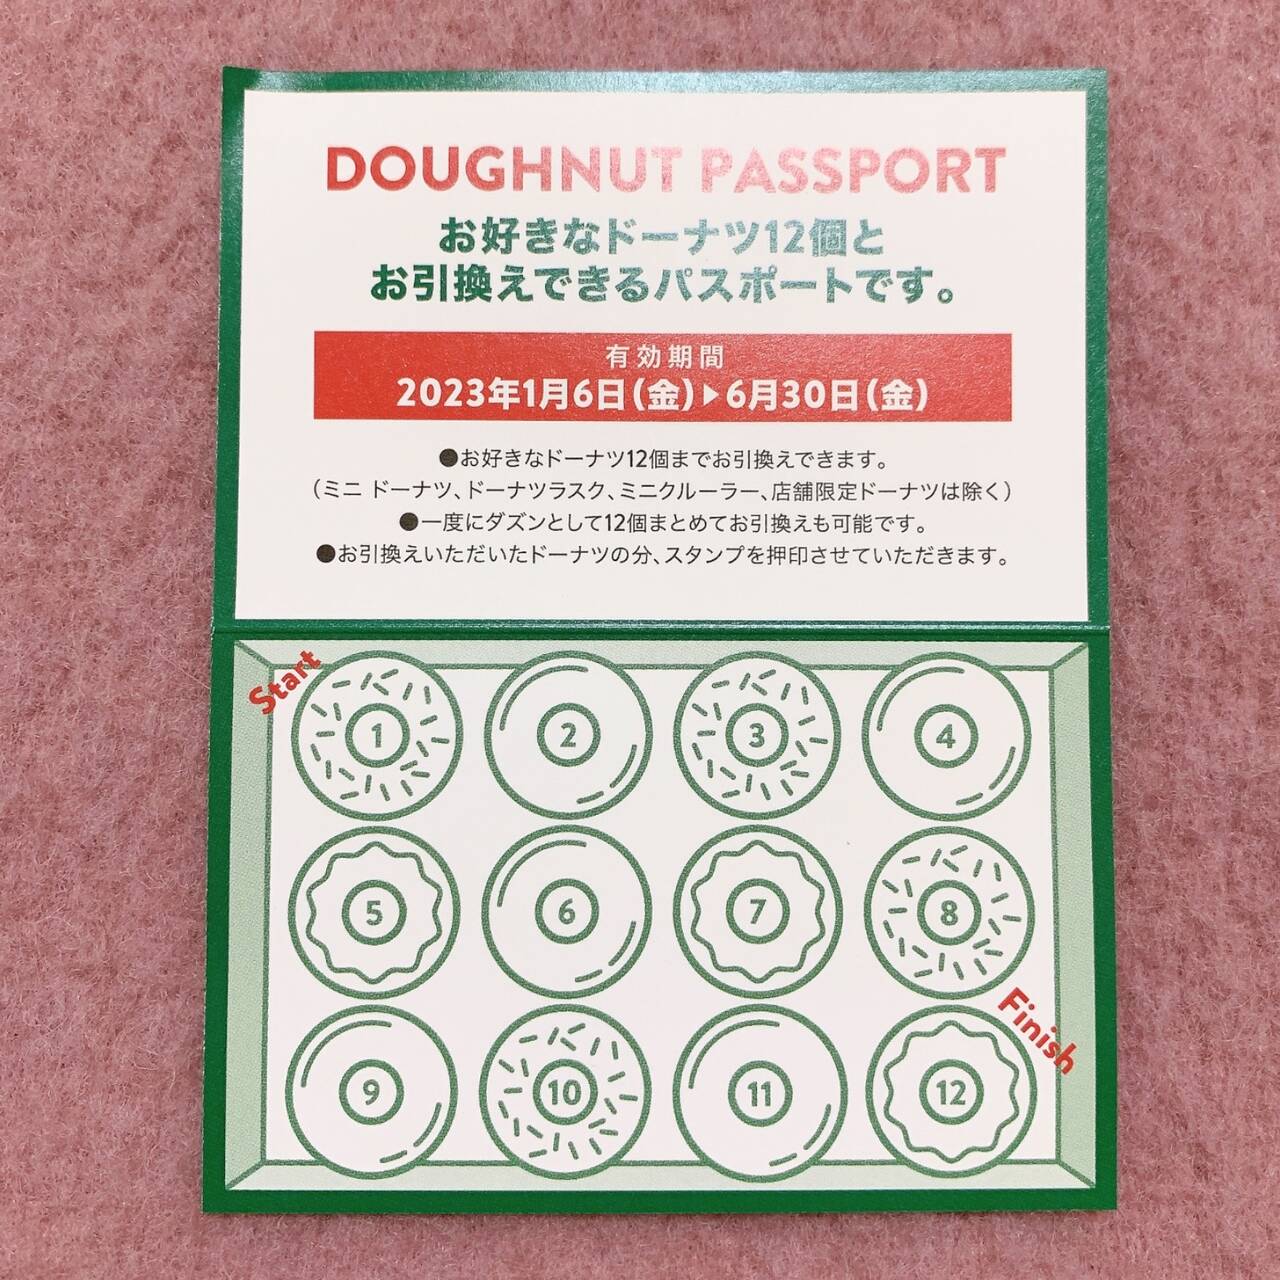 DOUGHNUT PASSPORT
お好きなドーナツ12個と
お引換えできるパスポートです。
有効期間
2023年1月6日(金)▶6月30日(金)
●お好きなドーナツ12個までお引換えできます。
(ミニ ドーナツ、ドーナツラスク、ミニクルーラー、店舗限定ドーナツは除く)
●一度にダズンとして12個まとめてお引換えも可能です。
●お引換えいただいたドーナツの分、スタンプを押印させていただきます。
Start
1 2 3 4
5 6 7 8
Finish
9 10 11 12